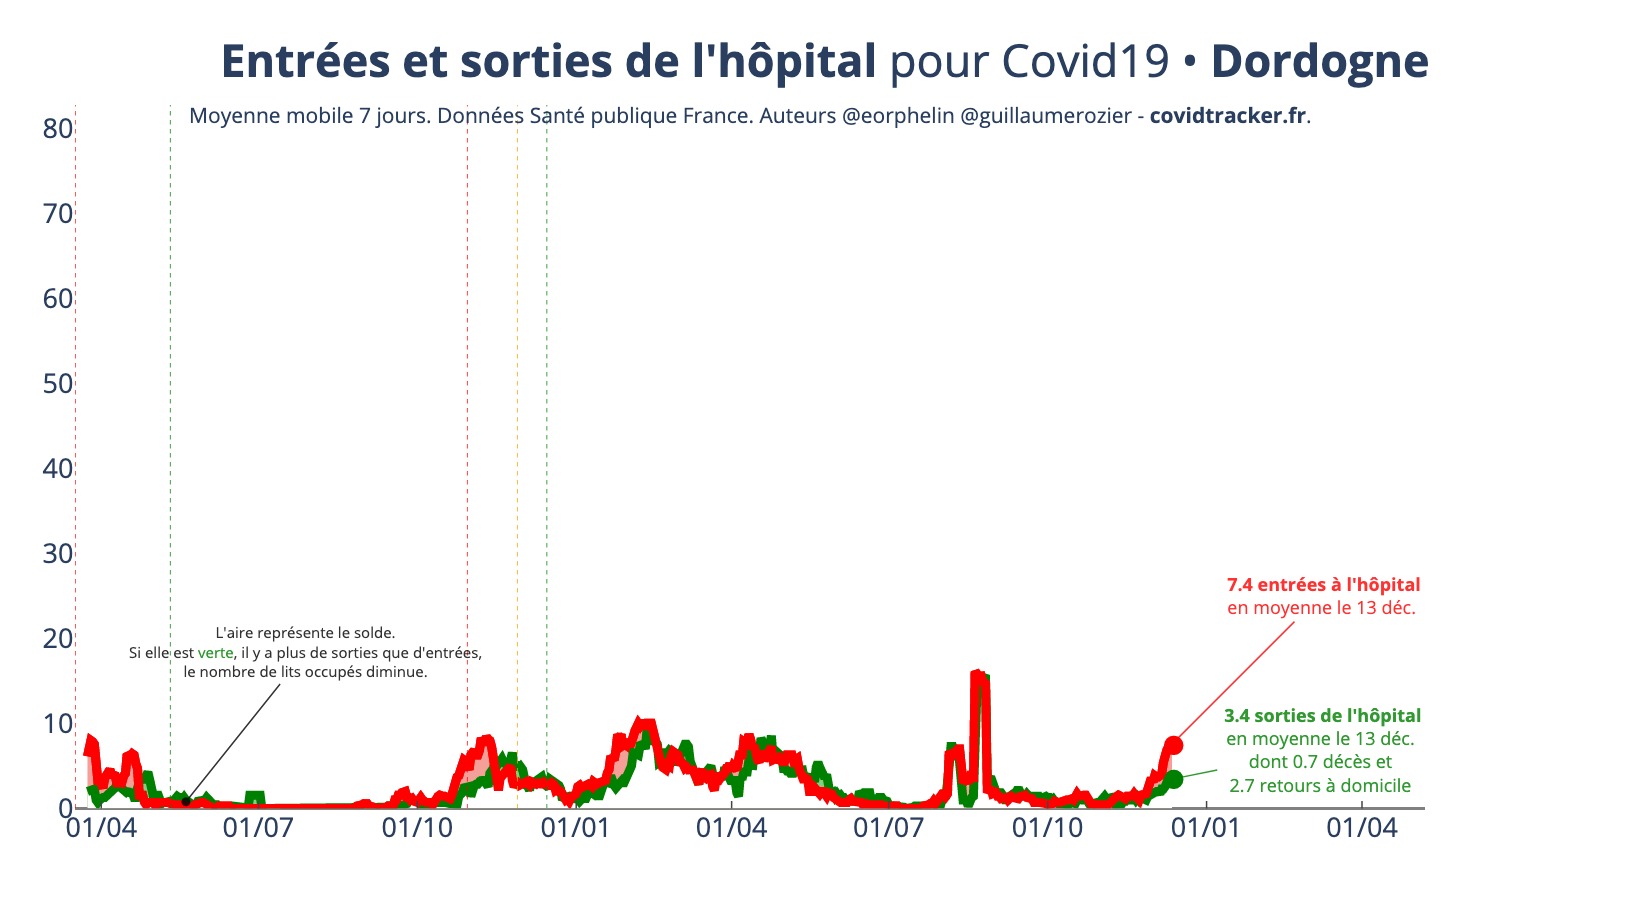 Entrées et sorties de l'hôpital pour Covid19 • Dordogne
Moyenne mobile 7 jours. Données Santé publique France. Auteurs @eorphelin @guillaumerozier - covidtracker.fr.
80
70
60
50
40
30
20
10
0
L'aire représente le solde.
Si elle est verte, il y a plus de sorties que d'entrées,
le nombre de lits occupés diminue.
7.4 entrées à l'hôpital
en moyenne le 13 déc.
3.4 sorties de l'hôpital
en moyenne le 13 déc.
dont 0.7 décès et
2.7 retours à domicile
01/04 01/07 01/10 01/01 01/04 01/07 01/10 01/01 01/04